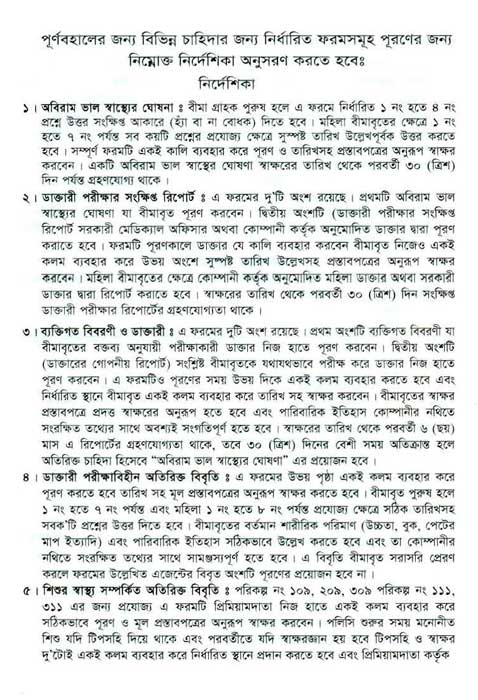 পূর্ণবহালের জন্য বিভিন্ন চাহিদার জন্য নির্ধারিত ফরমসমূহ পূরণের জন্য
নিম্নোক্ত নির্দেশিকা অনুসরণ করতে হবেঃ
নির্দেশিকা
১। অবিরাম ভাল স্বাস্থ্যের ঘোষনা ঃ বীমা গ্রাহক পুরুষ হলে এ ফরমে নির্ধারিত ১ নং হতে ৪ নং
প্রশ্নে উত্তর সংক্ষিপ্ত আকারে (হ্যাঁ বা না বোধক) দিতে হবে। মহিলা বীমাবৃতের ক্ষেত্রে ১ নং
হতে ৭ নং পর্যন্ত সব কয়টি প্রশ্নের প্রযোজ্য ক্ষেত্রে সুস্পষ্ট তারিখ উল্লেখপূর্বক উত্তর করতে
হবে। সম্পূর্ণ ফরমটি একই কালি ব্যবহার করে পূরণ ও তারিখসহ প্রস্তাবপত্রের অনুরূপ স্বাক্ষর
করবেন। একটি অবিরাম ভাল স্বাস্থের ঘোষণা স্বাক্ষরের তারিখ থেকে পরবর্তী ৩০ (ত্রিশ)
দিন পর্যন্ত গ্রহণযোগ্য থাকে।
২। ডাক্তারী পরীক্ষার সংক্ষিপ্ত রিপোর্ট ঃ এ ফরমের দু'টি অংশ রয়েছে। প্রথমটি অবিরাম ভাল
স্বাস্থ্যের ঘোষণা যা বীমাবৃত পূরণ করবেন। দ্বিতীয় অংশটি (ডাক্তারী পরীক্ষার সংক্ষিপ্ত
রিপোর্ট সরকারী মেডিক্যাল অফিসার অথবা কোম্পানী কর্তৃক অনুমোদিত ডাক্তার দ্বারা পূরণ
করাতে হবে। ফরমটি পূরণকালে ডাক্তার যে কালি ব্যবহার করবেন বীমাবৃত নিজেও একই
কলম ব্যবহার করে উভয় অংশে সুষ্পষ্ট তারিখ উল্লেখসহ প্রস্তাবপত্রের অনুরূপ স্বাক্ষর
করবেন। মহিলা বীমাবৃতের ক্ষেত্রে কোম্পানী কর্তৃক অনুমোদিত মহিলা ডাক্তার অথবা সরকারী
ডাক্তার দ্বারা রিপোর্ট করাতে হবে। স্বাক্ষরের তারিখ থেকে পরবর্তী ৩০ (ত্রিশ) দিন সংক্ষিপ্ত
ডাক্তারী পরীক্ষার রিপোর্টের গ্রহণযোগ্যতা থাকে।
৩। ব্যক্তিগত বিবরণী ও ডাক্তারী ঃ এ ফরমের দুটি অংশ রয়েছে। প্রথম অংশটি ব্যক্তিগত বিবরণী যা
বীমাবৃতের বক্তব্য অনুযায়ী পরীক্ষাকারী ডাক্তার নিজ হাতে পূরণ করবেন। দ্বিতীয় অংশটি
(ডাক্তারের গোপনীয় রিপোর্ট) সংশ্লিষ্ট বীমাবৃতকে যথাযথভাবে পরীক্ষ করে ডাক্তার নিজ হাতে
পূরণ করবেন। এ ফরমটিও পূরণের সময় উভয় দিকে একই কলম ব্যবহার করতে হবে এবং
নির্ধারিত স্থানে বীমাবৃত একই কলম ব্যবহার করে তারিখ সহ স্বাক্ষর করবেন। বীমাবৃতের স্বাক্ষর
প্রস্তাবপত্রে প্রদত্ত স্বাক্ষরের অনুরূপ হতে হবে এবং পারিবারিক ইতিহাস কোম্পানীর নথিতে
সংরক্ষিত তথ্যের সাথে অবশ্যই সংগতিপূর্ণ হতে হবে। স্বাক্ষরের তারিখ থেকে পরবর্তী ৬ (ছয়)
মাস এ রিপোর্টের গ্রহণযোগ্যতা থাকে, তবে ৩০ (ত্রিশ) দিনের বেশী সময় অতিক্রান্ত হলে
অতিরিক্ত চাহিদা হিসেবে “অবিরাম ভাল স্বাস্থ্যের ঘোষণা” এর প্রয়োজন হবে।
৪। ডাক্তারী পরীক্ষাবিহীন অতিরিক্ত বিবৃতি ঃ এ ফরমের উভয় পৃষ্ঠা একই কলম ব্যবহার করে
পূরণ করতে হবে তারিখ সহ মূল প্রস্তাবপত্রের অনুরূপ স্বাক্ষর করতে হবে। বীমাবৃত পুরুষ হলে
১ নং হতে ৭ নং পর্যন্ত এবং মহিলা ১ নং হতে ৮ নং পর্যন্ত প্রযোজ্য ক্ষেত্রে সঠিক তারিখসহ
সবক'টি প্রশ্নের উত্তর দিতে হবে। বীমাবৃতের বর্তমান শারীরিক পরিমাণ (উচ্চতা, বুক, পেটের
মাপ ইত্যাদি) এবং পারিবারিক ইতিহাস সঠিকভাবে উল্লেখ করতে হবে এবং তা কোম্পানীর
নথিতে সংরক্ষিত তথ্যের সাথে সামঞ্জস্যপূর্ণ হতে হবে। এ বিবৃতি বীমাবৃত সরাসরি প্রেরণ
করলে ফরমের উল্লেখিত এজেন্টের বিবৃত অংশটি পূরণের প্রয়োজন হবে না।
৫। শিশুর স্বাস্থ্য সম্পর্কিত অতিরিক্ত বিবৃতি ঃ পরিকল্প নং ১০৯, ২০৯, ৩০৯ পরিকল্প নং ১১১,
৩১১ এর জন্য প্রযোজ্য এ ফরমটি প্রিমিয়ামদাতা নিজ হাতে একই কলম ব্যবহার করে
সঠিকভাবে পূরণ ও মূল প্রস্তাবপত্রের অনুরূপ স্বাক্ষর করবেন। পলিসি শুরুর সময় মনোনীত
শিশু যদি টিপসহি দিয়ে থাকে এবং পরবর্তীতে যদি স্বাক্ষরজ্ঞান হয় হবে টিপসহি ও স্বাক্ষর
দু'টোই একই কলম ব্যবহার করে নির্ধারিত স্থানে প্রদান করতে হবে এবং প্রিমিয়ামদাতা কর্তৃক